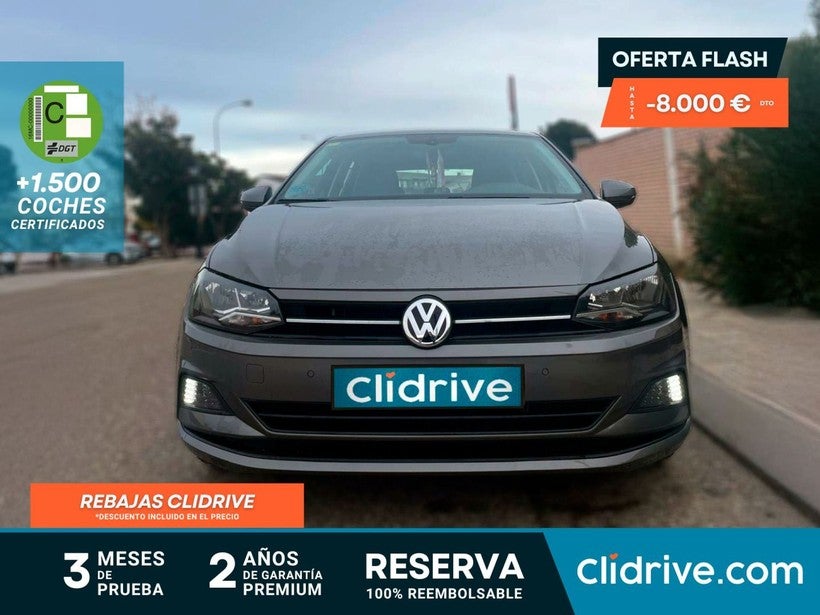 OFERTA FLASH
HASTA
-8.000 € DTO
C
DGT
+1.500
COCHES
CERTIFICADOS
Clidrive
REBAJAS CLIDRIVE
*DESCUENTO INCLUIDO EN EL PRECIO
3 MESES
DE
PRUEBA
2 AÑOS
DE GARANTÍA
PREMIUM
RESERVA
100% REEMBOLSABLE
Clidrive.com